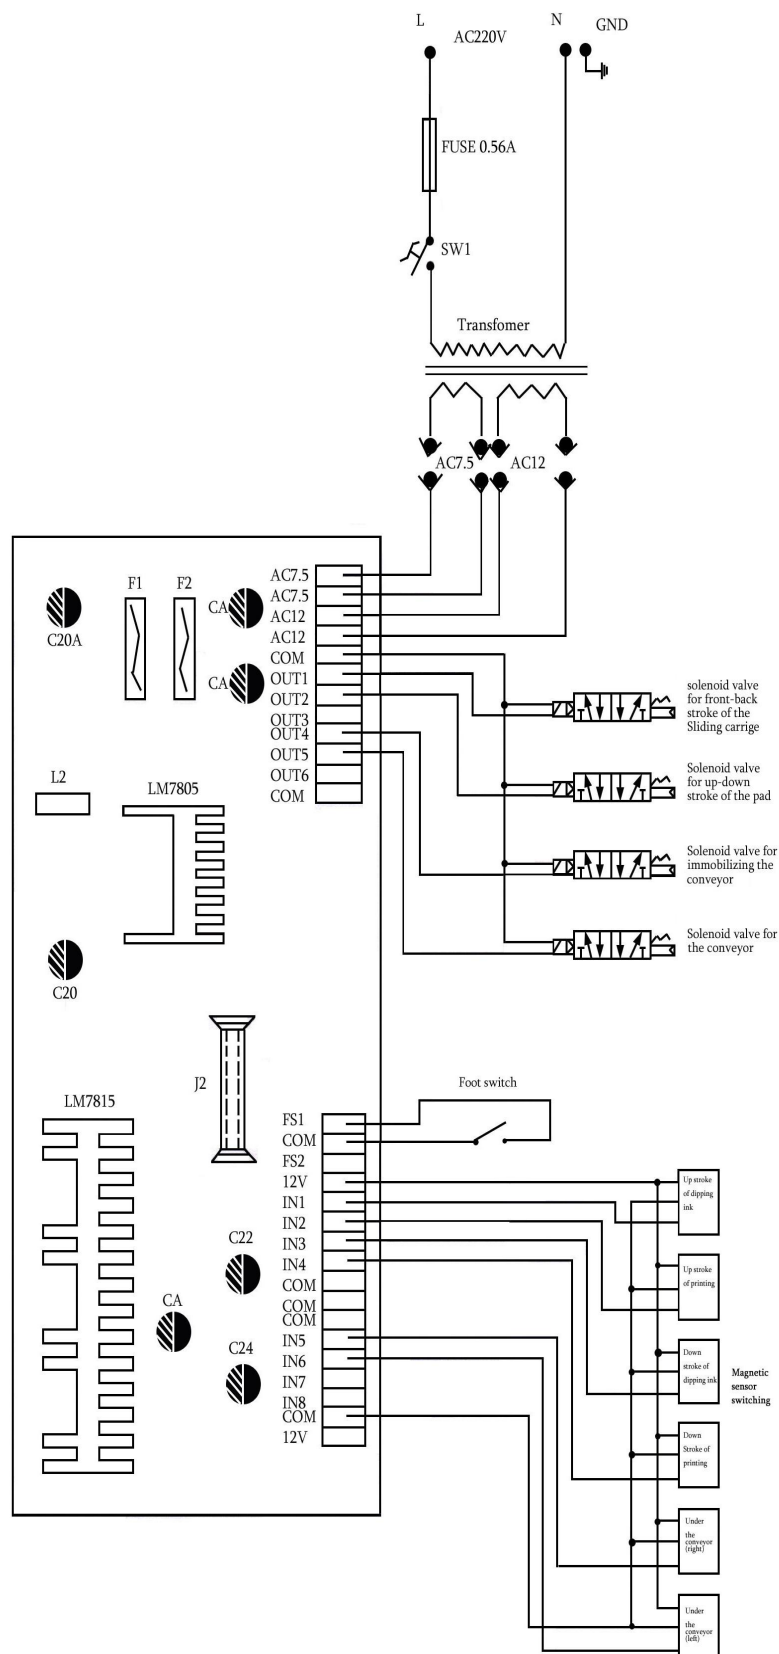 L
AC220V
N
GND
FUSE 0.56A
SW1
Transfomer
AC7.5
AC12
F1
F2
CA
C20A
CA
AC7.5
AC7.5
AC12
AC12
COM
OUT1
OUT2
OUT3
OUT4
OUT5
OUT6
COM
solenoid valve
for front-back
stroke of the
Sliding carrige
Solenoid valve
for up-down
stroke of the pad
Solenoid valve for
immobilizing the
conveyor
Solenoid valve for
the conveyor
L2
LM7805
C20
J2
LM7815
Foot switch
FS1
COM
FS2
12V
IN1
IN2
IN3
IN4
COM
COM
COM
IN5
IN6
IN7
IN8
COM
12V
C22
CA
C24
Up stroke
of dipping
ink
Up stroke
of printing
Down
stroke of
dipping ink
Magnetic
sensor
switching
Down
Stroke of
printing
Under
the
conveyor
(right)
Under
the
conveyor
(left)